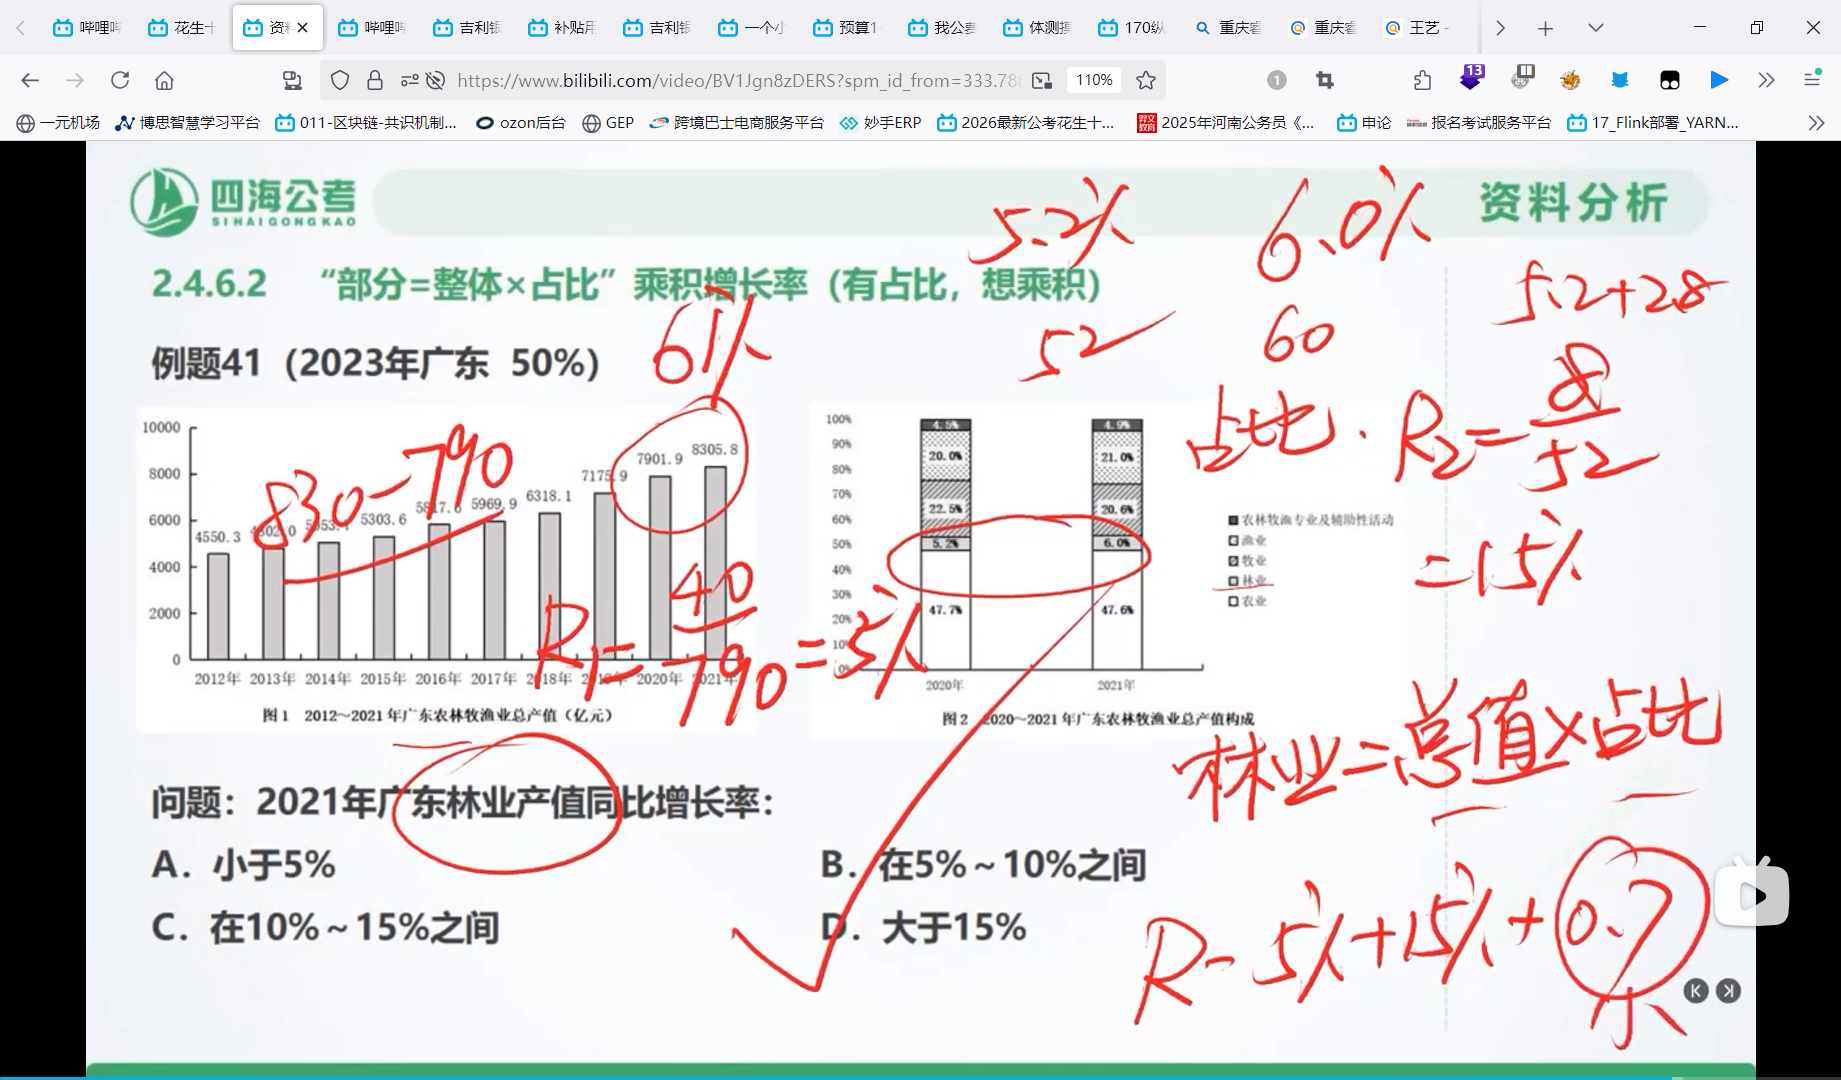 哔哩哔
花生十
资料
哔哩哔
吉利银
补贴用
吉利银
一个小
预算1
我公费
体测摸
170纵
重庆睿
重庆睿
王艺 -
https://www.bilibili.com/video/BV1Jgn8zDERS?spm_id_from=333.788
110%
1
13
一元机场
博思智慧学习平台
011-区块链-共识机制...
ozon后台
GEP
跨境巴士电商服务平台
妙手ERP
2026最新公考花生十...
2025年河南公务员《...
申论
报名考试服务平台
17_Flink部署_YARN...
四海公考
SIHAIGONGKAO
资料分析
5.2%
6.0%
2.4.6.2 “部分=整体×占比”乘积增长率（有占比，想乘积）
5.2+2.8
52
60
例题41（2023年广东 50%）
61%
占比.R2=8/52
=15%
10000
8000
6000
4000
2000
0
4550.3
5303.6
5969.9
6318.1
7175.9
7901.9
8305.8
830-790
R1=40/790=5%
2012年 2013年 2014年 2015年 2016年 2017年 2018年 2019年 2020年 2021年
图1 2012～2021年广东农林牧渔业总产值（亿元）
100%
90%
80%
70%
60%
50%
40%
30%
20%
10%
0%
4.5%
20.0%
22.5%
5.2%
47.7%
4.9%
21.0%
20.6%
6.0%
47.6%
2020年
2021年
农林牧渔专业及辅助性活动
渔业
牧业
林业
农业
图2 2020～2021年广东农林牧渔业总产值构成
林业=总值×占比
问题：2021年广东林业产值同比增长率：
A. 小于5%
B. 在5%～10%之间
C. 在10%～15%之间
D. 大于15%
R=5%+15%+0.7